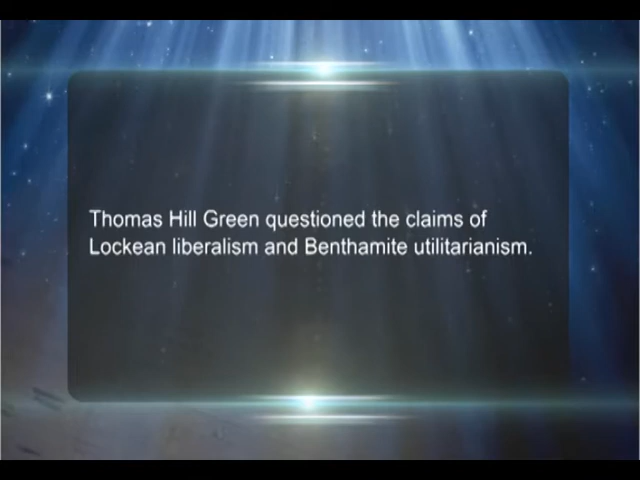 Thomas Hill Green questioned the claims of
Lockean liberalism and Benthamite utilitarianism.